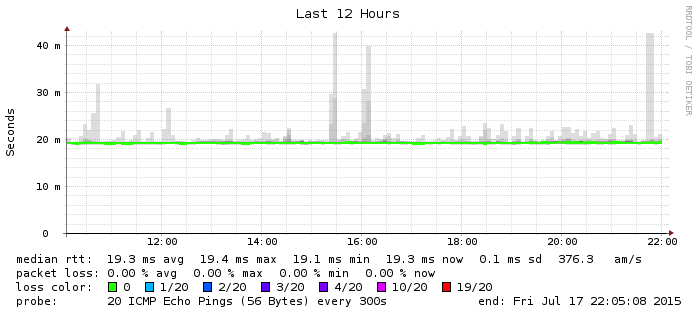 Last 12 Hours
RRDTOOL / TOBI OETIKER
Seconds
40 m
30 m
20 m
10 m
0
12:00 14:00 16:00 18:00 20:00 22:00
median rtt: 19.3 ms avg 19.4 ms max 19.1 ms min 19.3 ms now 0.1 ms sd 376.3 am/s
packet loss: 0.00 % avg 0.00 % max 0.00 % min 0.00 % now
loss color: 0 1/20 2/20 3/20 4/20 10/20 19/20
probe: 20 ICMP Echo Pings (56 Bytes) every 300s end: Fri Jul 17 22:05:08 2015